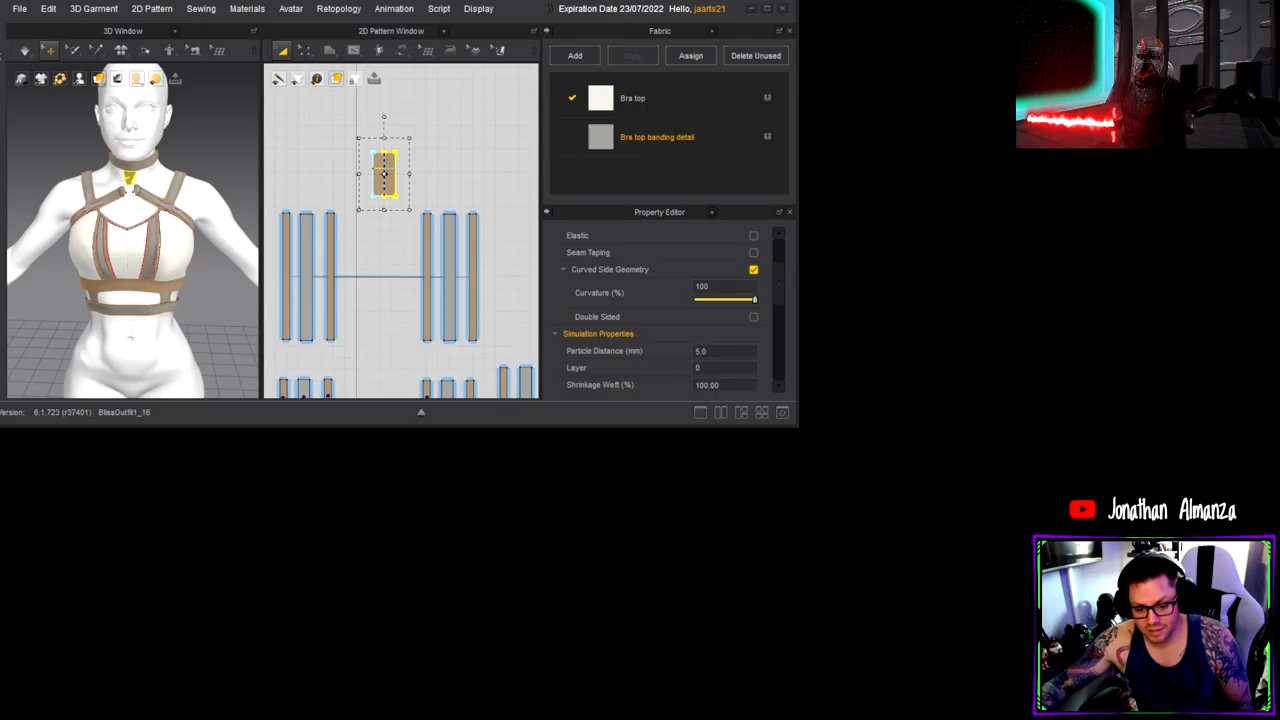 File Edit 3D Garment 2D Pattern Sewing Materials Avatar Retopology Animation Script Display
Expiration Date 23/07/2022 Hello, jaarts21
3D Window
2D Pattern Window
Fabric
Add Copy Assign Delete Unused
Bra top
Bra top banding detail
Property Editor
Elastic
Seam Taping
Curved Side Geometry
Curvature (%) 100
Double Sided
Simulation Properties
Particle Distance (mm) 5.0
Layer 0
Shrinkage Weft (%) 100.00
Version: 6.1.723 (r37401) BlissOutfit1_16
Jonathan Almanza